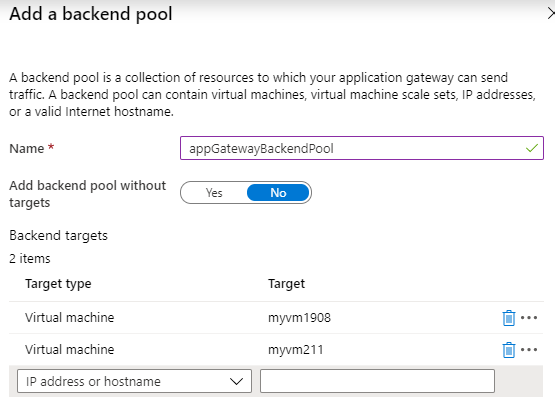 Add a backend pool
A backend pool is a collection of resources to which your application gateway can send
traffic. A backend pool can contain virtual machines, virtual machine scale sets, IP addresses,
or a valid Internet hostname.
Name * appGatewayBackendPool
Add backend pool without
targets
Yes No
Backend targets
2 items
Target type Target
Virtual machine myvm1908
Virtual machine myvm211
IP address or hostname